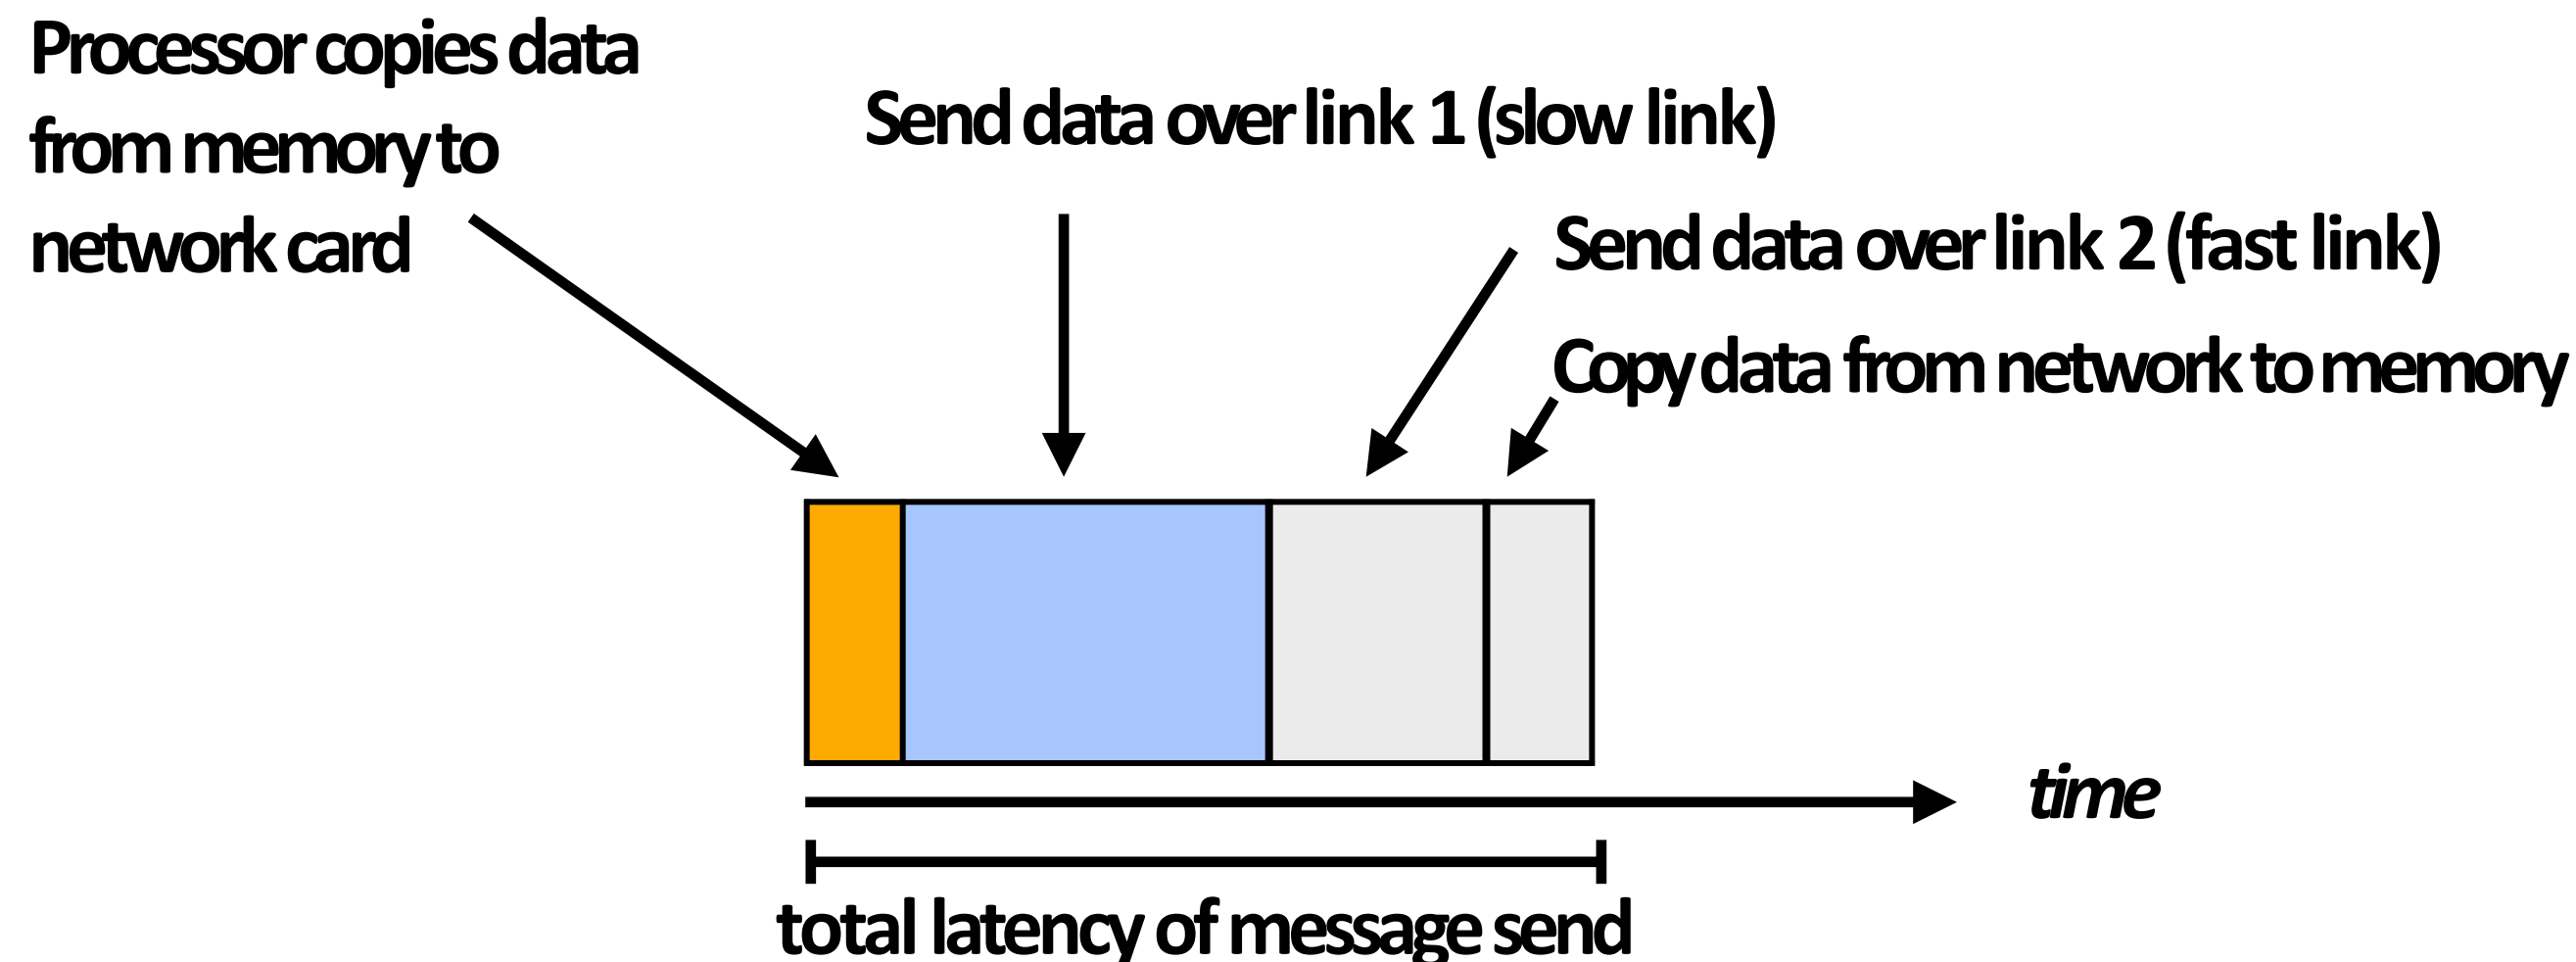 Processor copies data
from memory to
network card
Send data over link 1 (slow link)
Send data over link 2 (fast link)
Copy data from network to memory
time
total latency of message send